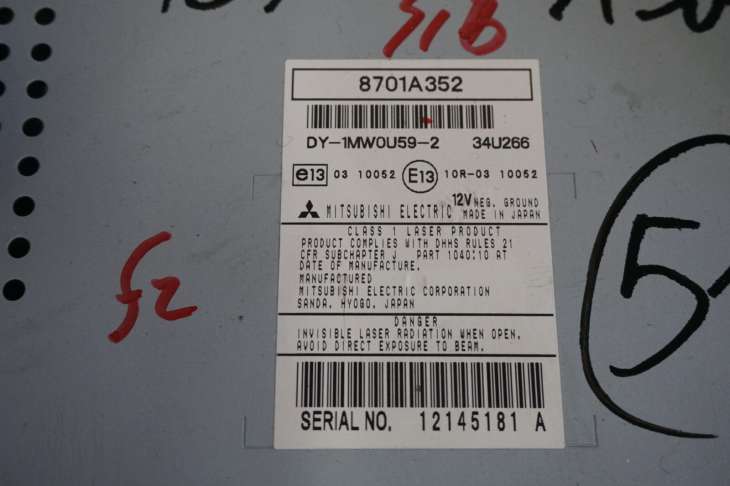 8701A352
DY-1MW0U59-2 34U266
e13 03 10052 E13 10R-03 10052
MITSUBISHI ELECTRIC 12V NEG. GROUND
MADE IN JAPAN
CLASS 1 LASER PRODUCT
PRODUCT COMPLIES WITH DHHS RULES 21
CFR SUBCHAPTER J PART 1040:10 AT
DATE OF MANUFACTURE.
MANUFACTURED
MITSUBISHI ELECTRIC CORPORATION
SANDA. HYOGO. JAPAN
DANGER
INVISIBLE LASER RADIATION WHEN OPEN.
AVOID DIRECT EXPOSURE TO BEAM.
SERIAL NO. 12145181 A
5